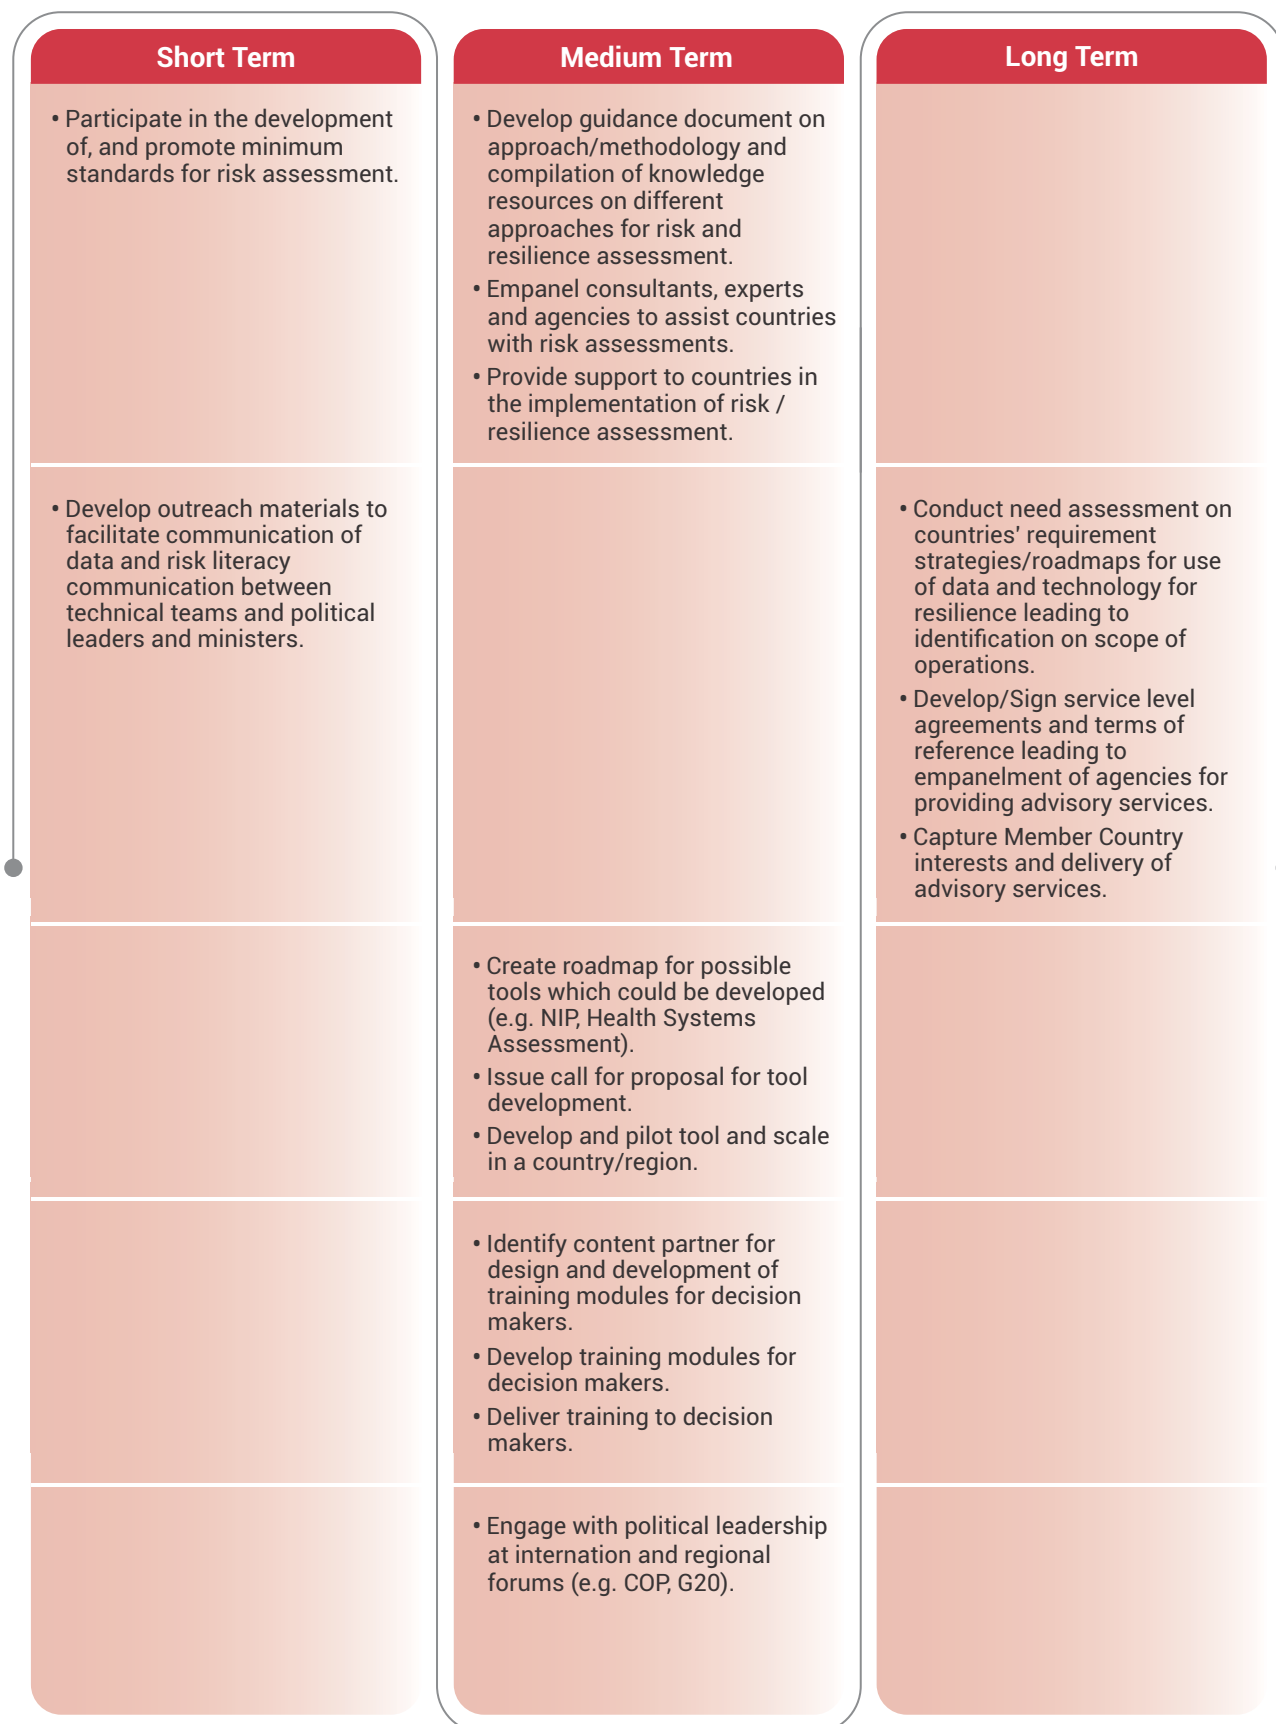 Short Term
Medium Term
Long Term
• Participate in the development
of, and promote minimum
standards for risk assessment.
• Develop guidance document on
approach/methodology and
compilation of knowledge
resources on different
approaches for risk and
resilience assessment.
• Empanel consultants, experts
and agencies to assist countries
with risk assessments.
• Provide support to countries in
the implementation of risk /
resilience assessment.
• Develop outreach materials to
facilitate communication of
data and risk literacy
communication between
technical teams and political
leaders and ministers.
• Conduct need assessment on
countries' requirement
strategies/roadmaps for use
of data and technology for
resilience leading to
identification on scope of
operations.
• Develop/Sign service level
agreements and terms of
reference leading to
empanelment of agencies for
providing advisory services.
• Capture Member Country
interests and delivery of
advisory services.
• Create roadmap for possible
tools which could be developed
(e.g. NIP, Health Systems
Assessment).
• Issue call for proposal for tool
development.
• Develop and pilot tool and scale
in a country/region.
• Identify content partner for
design and development of
training modules for decision
makers.
• Develop training modules for
decision makers.
• Deliver training to decision
makers.
• Engage with political leadership
at internation and regional
forums (e.g. COP, G20).